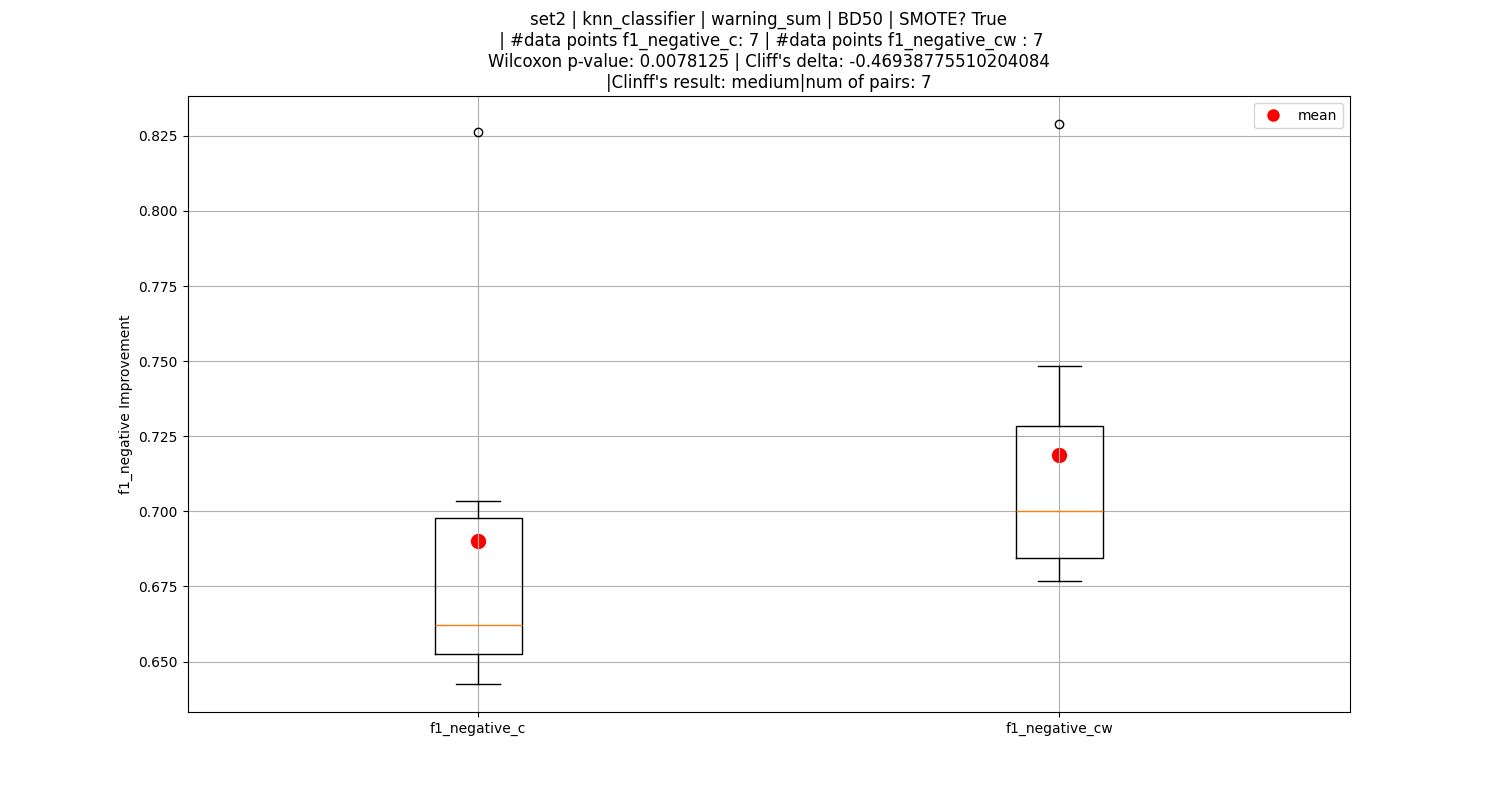 set2 | knn_classifier | warning_sum | BD50 | SMOTE? True
| #data points f1_negative_c: 7 | #data points f1_negative_cw : 7
Wilcoxon p-value: 0.0078125 | Cliff's delta: -0.46938775510204084
|Clinff's result: medium|num of pairs: 7
mean
0.825
0.800
0.775
0.750
0.725
0.700
0.675
0.650
f1_negative Improvement
f1_negative_c
f1_negative_cw